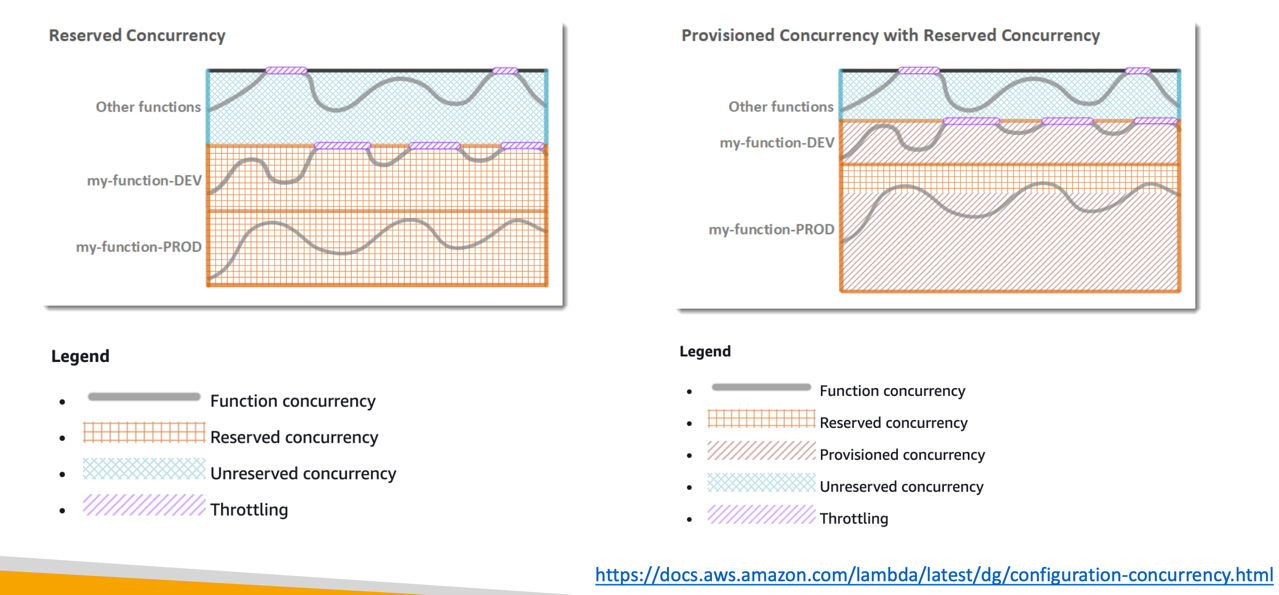 Reserved Concurrency
Other functions
my-function-DEV
my-function-PROD
Legend
• Function concurrency
• Reserved concurrency
• Unreserved concurrency
• Throttling
Provisioned Concurrency with Reserved Concurrency
Other functions
my-function-DEV
my-function-PROD
Legend
• Function concurrency
• Reserved concurrency
• Provisioned concurrency
• Unreserved concurrency
• Throttling
https://docs.aws.amazon.com/lambda/latest/dg/configuration-concurrency.html